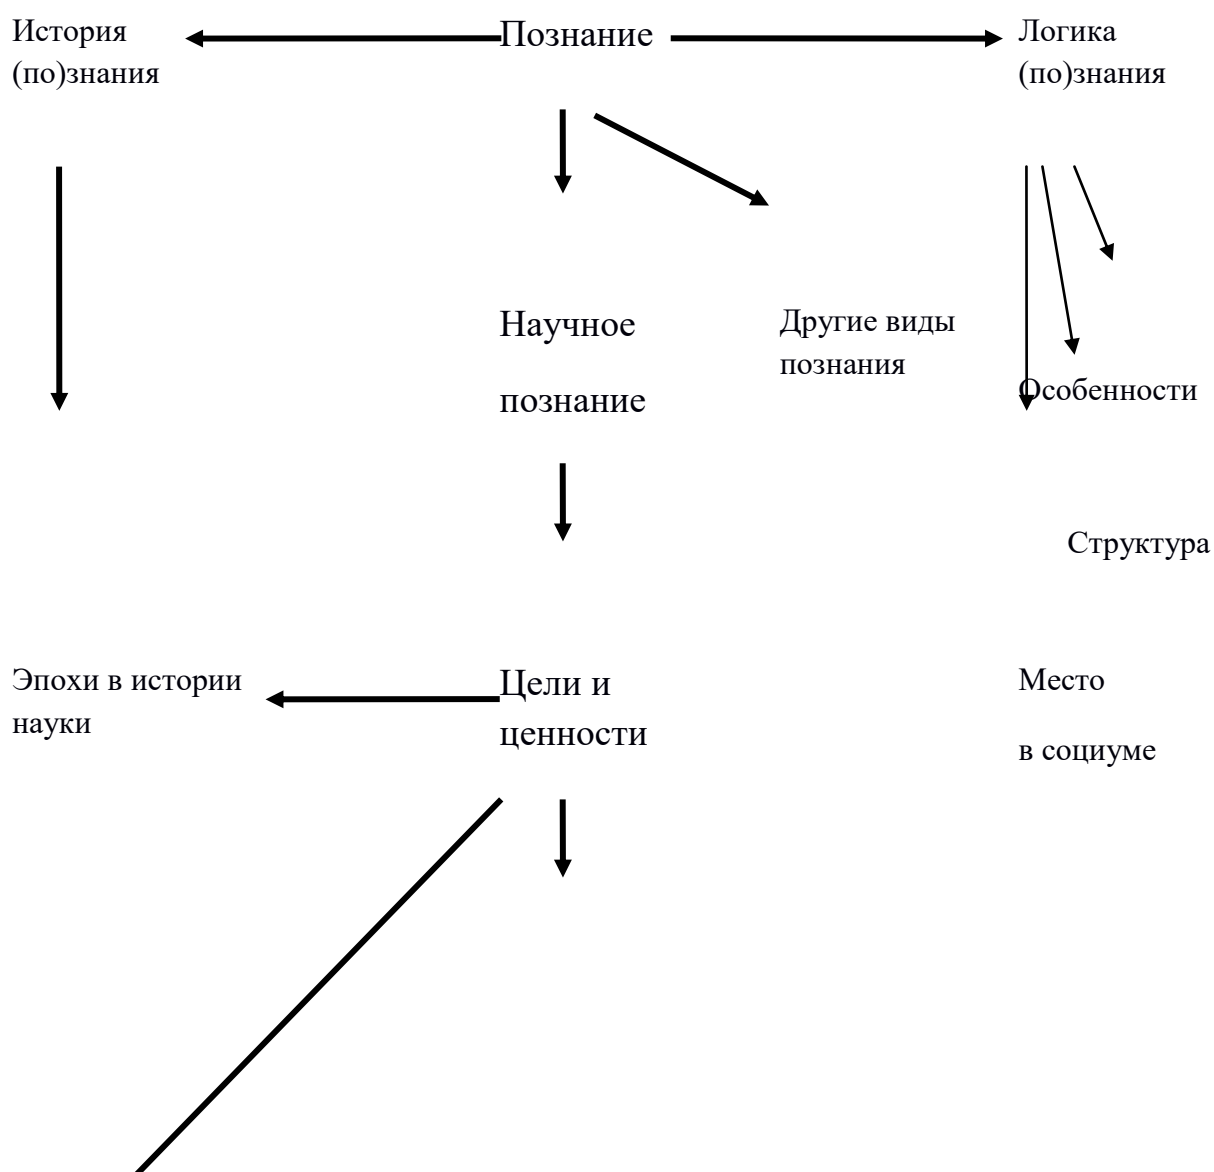 История
(по)знания
Познание
Логика
(по)знания
Научное
познание
Другие виды
познания
Особенности
Структура
Эпохи в истории
науки
Цели и
ценности
Место
в социуме